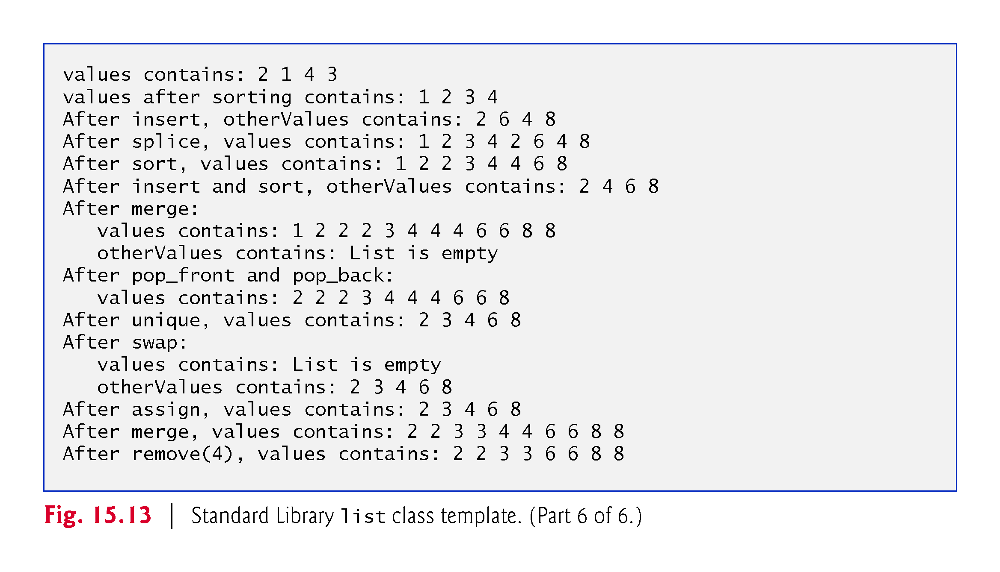 values contains: 2 1 4 3
values after sorting contains: 1 2 3 4
After insert, otherValues contains: 2 6 4 8
After splice, values contains: 1 2 3 4 2 6 4 8
After sort, values contains: 1 2 2 3 4 4 6 8
After insert and sort, otherValues contains: 2 4 6 8
After merge:
   values contains: 1 2 2 2 3 4 4 4 6 6 8 8
   otherValues contains: List is empty
After pop_front and pop_back:
   values contains: 2 2 2 3 4 4 4 6 6 8
After unique, values contains: 2 3 4 6 8
After swap:
   values contains: List is empty
   otherValues contains: 2 3 4 6 8
After assign, values contains: 2 3 4 6 8
After merge, values contains: 2 2 3 3 4 4 6 6 8 8
After remove(4), values contains: 2 2 3 3 6 6 8 8
Fig. 15.13 | Standard Library list class template. (Part 6 of 6.)